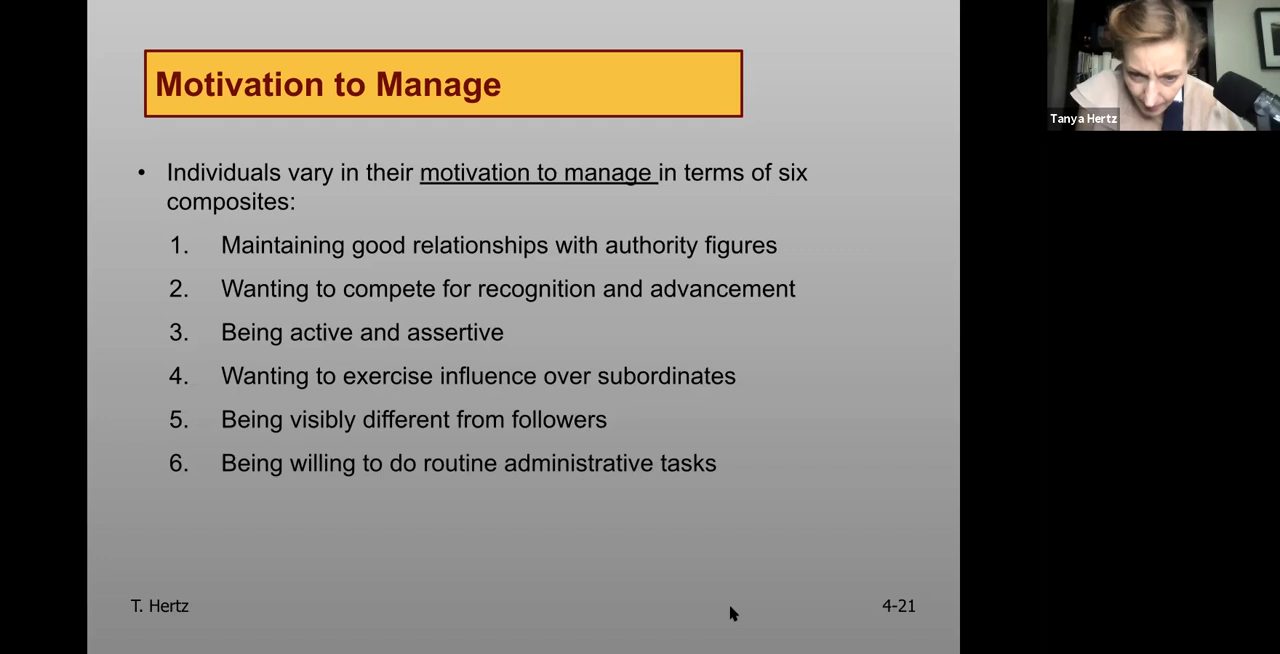 Motivation to Manage
• Individuals vary in their motivation to manage in terms of six
composites:
1. Maintaining good relationships with authority figures
2. Wanting to compete for recognition and advancement
3. Being active and assertive
4. Wanting to exercise influence over subordinates
5. Being visibly different from followers
6. Being willing to do routine administrative tasks
T. Hertz
4-21
Tanya Hertz